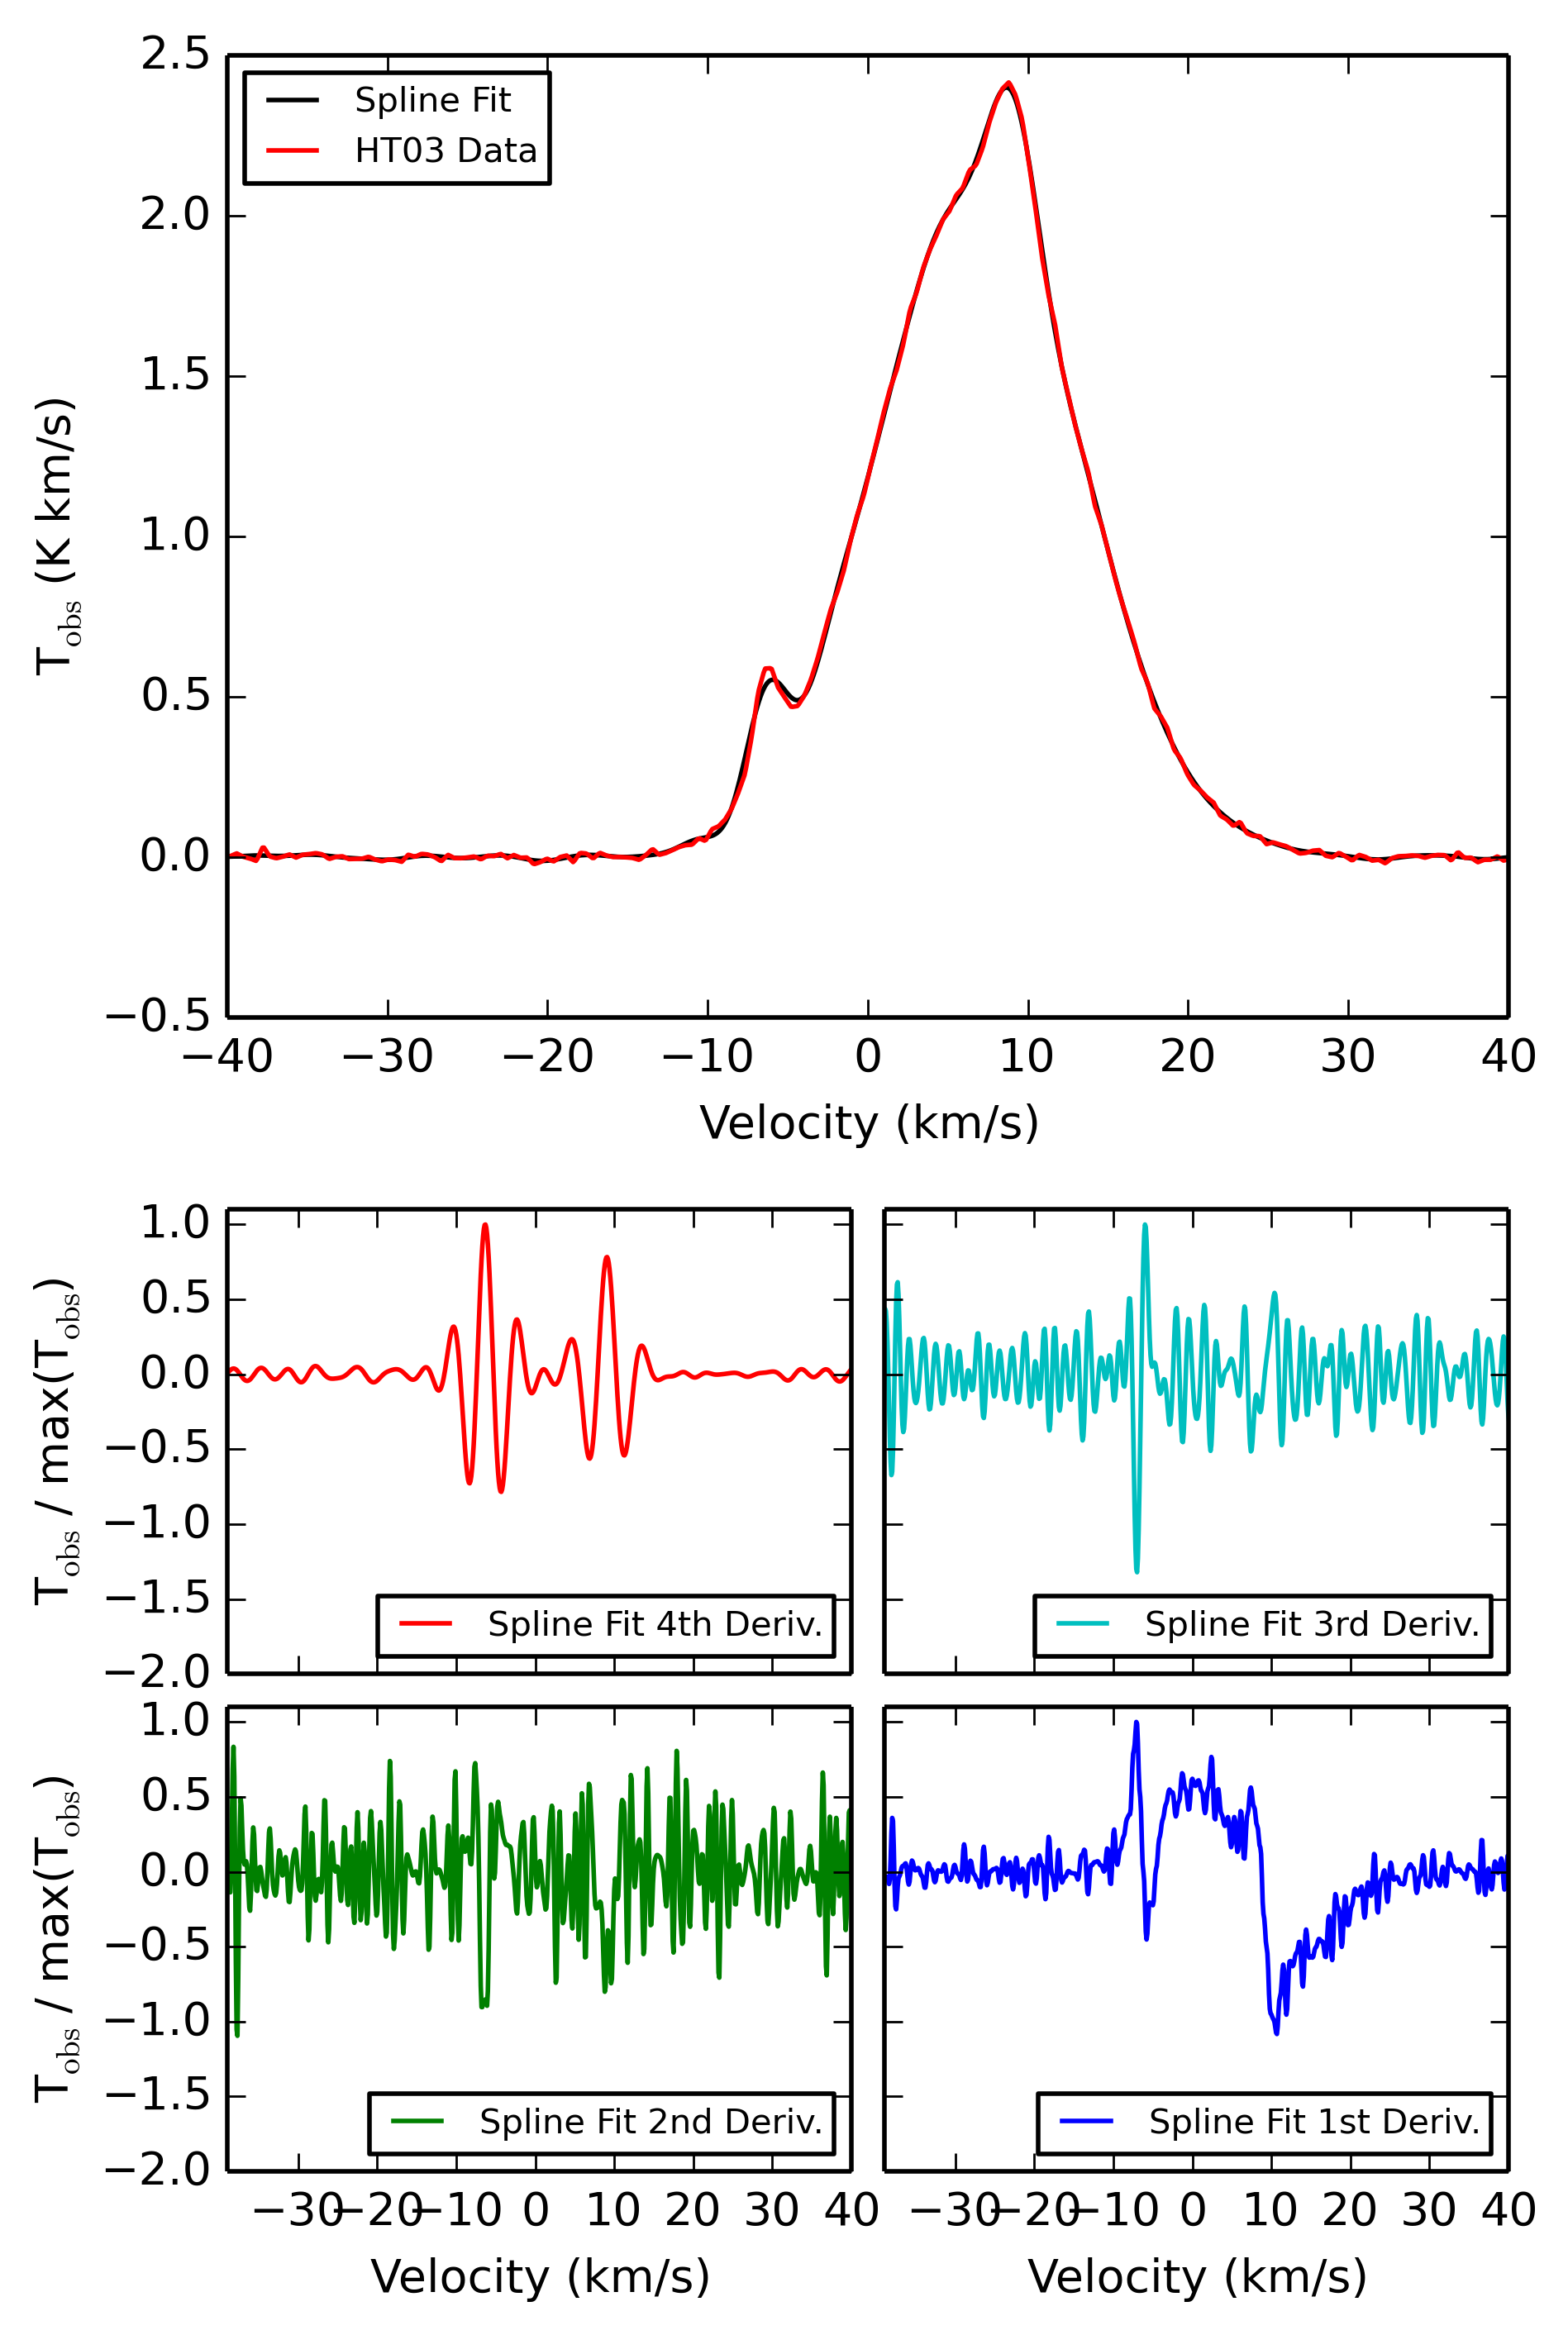 2.5
2.0
1.5
1.0
0.5
0.0
−0.5
T_obs (K km/s)
Spline Fit
HT03 Data
−40 −30 −20 −10 0 10 20 30 40
Velocity (km/s)
1.0
0.5
0.0
−0.5
−1.0
−1.5
−2.0
T_obs / max(T_obs)
Spline Fit 4th Deriv.
Spline Fit 3rd Deriv.
1.0
0.5
0.0
−0.5
−1.0
−1.5
−2.0
T_obs / max(T_obs)
Spline Fit 2nd Deriv.
Spline Fit 1st Deriv.
−30 −20 −10 0 10 20 30 40
−30 −20 −10 0 10 20 30 40
Velocity (km/s)
Velocity (km/s)